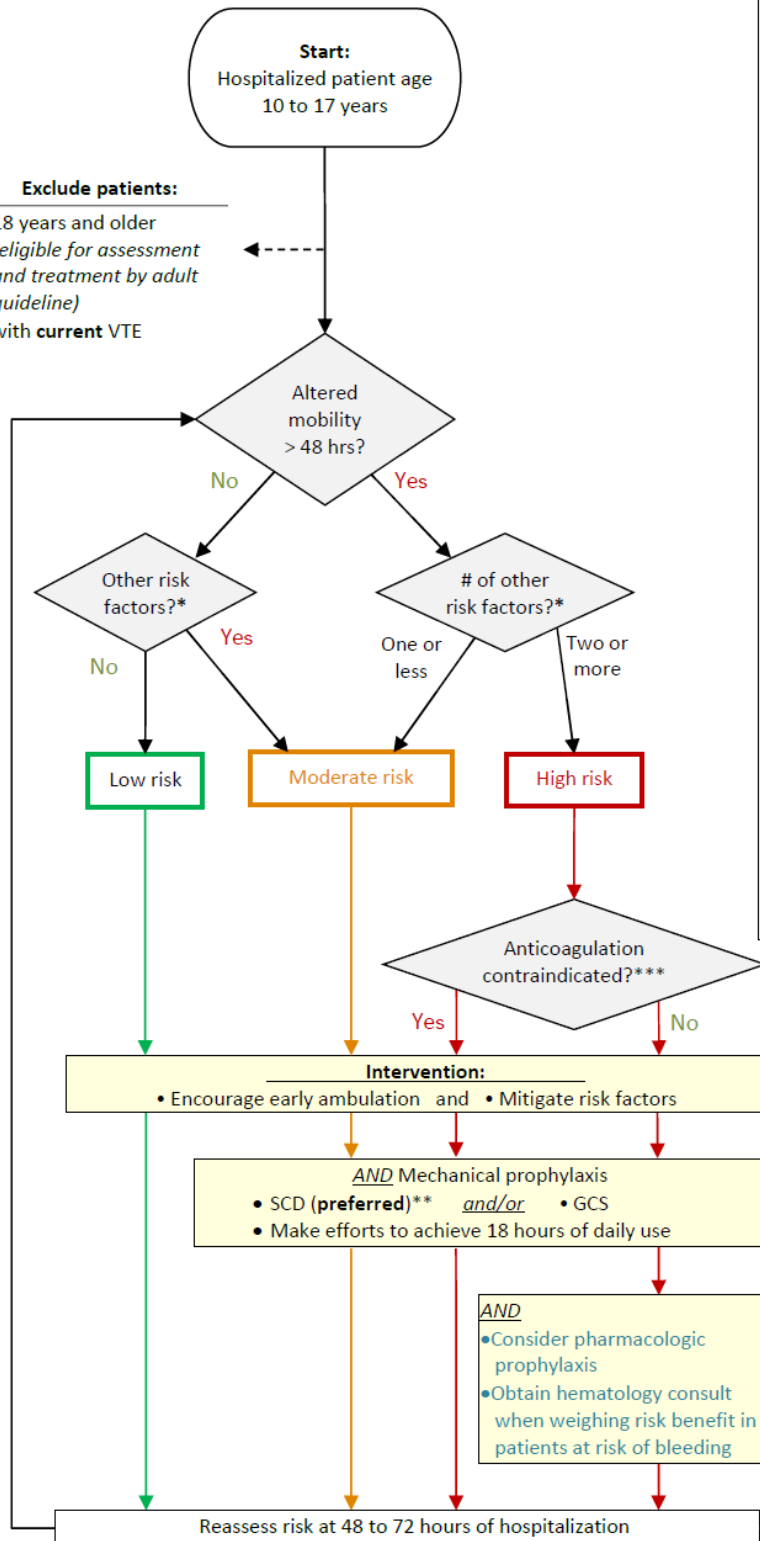 Start:
Hospitalized patient age
10 to 17 years
Exclude patients:
18 years and older
eligible for assessment
and treatment by adult
guideline)
with current VTE
Altered
mobility
> 48 hrs?
No
Yes
Other risk
factors?*
# of other
risk factors?*
No
Yes
One or
less
Two or
more
Low risk
Moderate risk
High risk
Anticoagulation
contraindicated?***
Yes
No
Intervention:
• Encourage early ambulation and • Mitigate risk factors
AND Mechanical prophylaxis
• SCD (preferred)** and/or • GCS
• Make efforts to achieve 18 hours of daily use
AND
•Consider pharmacologic
prophylaxis
•Obtain hematology consult
when weighing risk benefit in
patients at risk of bleeding
Reassess risk at 48 to 72 hours of hospitalization